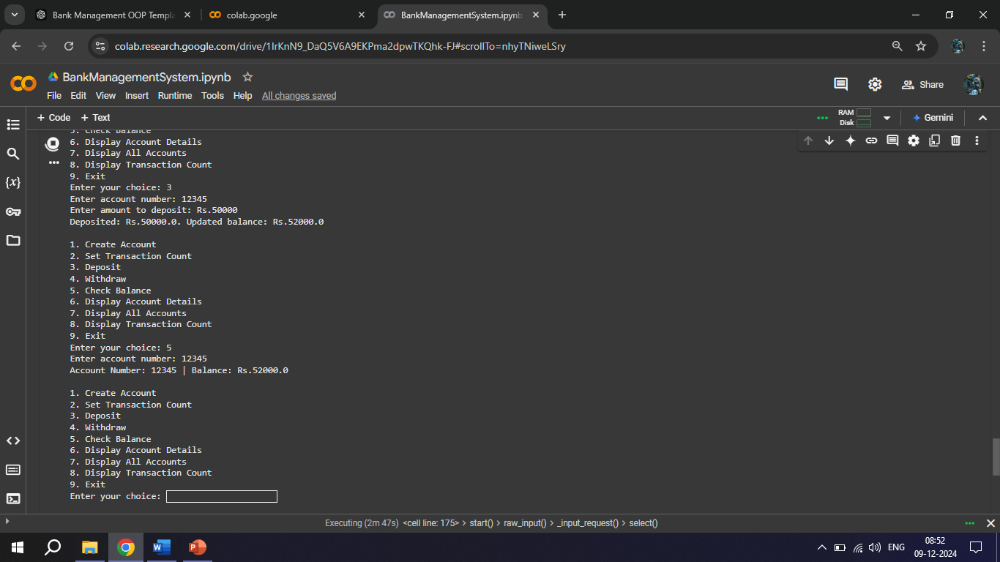 Bank Management OOP Templa
colab.google
BankManagementSystem.ipynb
colab.research.google.com/drive/1IrKnN9_DaQ5V6A9EKPma2dpwTKQhk-FJ#scrollTo=nhyTNiweLSry
BankManagementSystem.ipynb
File Edit View Insert Runtime Tools Help All changes saved
Share
+ Code + Text
RAM
Disk
Gemini
{x}
5. Check Balance
6. Display Account Details
7. Display All Accounts
8. Display Transaction Count
9. Exit
Enter your choice: 3
Enter account number: 12345
Enter amount to deposit: Rs.50000
Deposited: Rs.50000.0. Updated balance: Rs.52000.0
1. Create Account
2. Set Transaction Count
3. Deposit
4. Withdraw
5. Check Balance
6. Display Account Details
7. Display All Accounts
8. Display Transaction Count
9. Exit
Enter your choice: 5
Enter account number: 12345
Account Number: 12345 | Balance: Rs.52000.0
1. Create Account
2. Set Transaction Count
3. Deposit
4. Withdraw
5. Check Balance
6. Display Account Details
7. Display All Accounts
8. Display Transaction Count
9. Exit
Enter your choice:
Executing (2m 47s) <cell line: 175> > start() > raw_input() > _input_request() > select()
W
P
ENG
08:52
09-12-2024